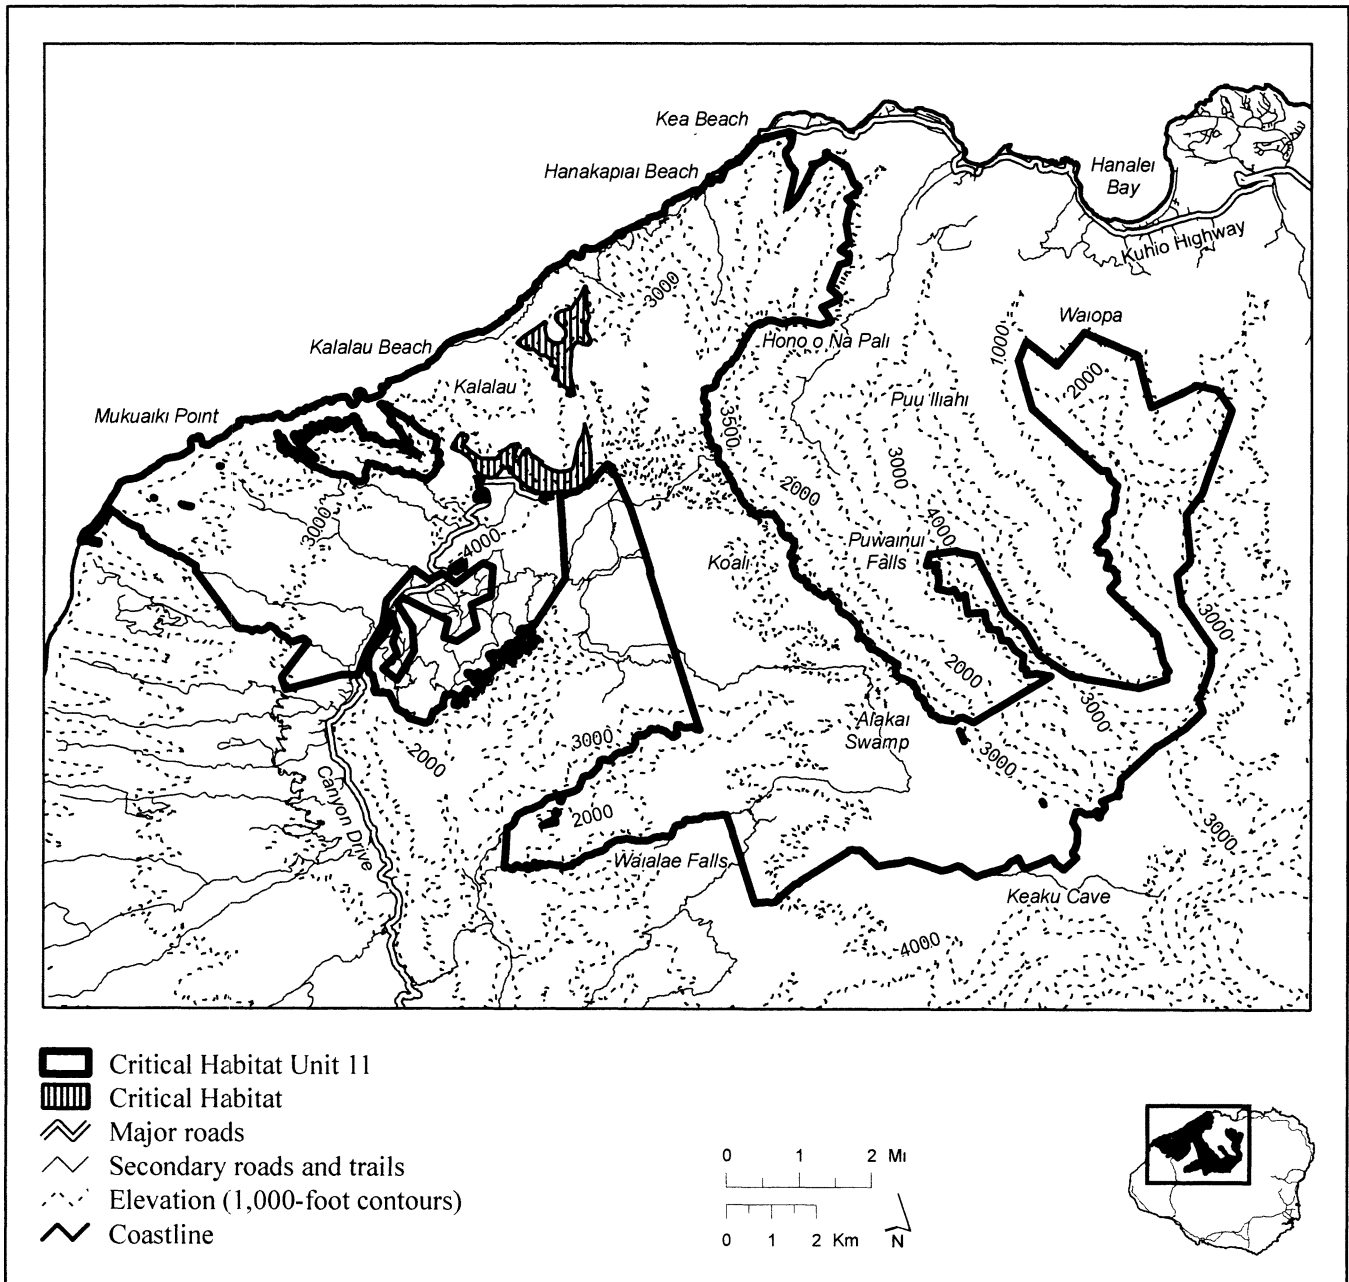 Kea Beach
Hanakapiai Beach
Hanalei
Bay
Kuhio Highway
3000
Waiopa
1000
Hono o Na Pali
Kalalau Beach
Kalalau
2000
Puu Iliahi
Mukuaiki Point
3500
3000
2000
3000
4000
4000
Puwainui
Falls
Koali
3000
2000
Alakai
Swamp
3000
3000
2000
3000
Canyon Drive
2000
3000
Waialae Falls
Keaku Cave
4000
Critical Habitat Unit 11
Critical Habitat
Major roads
Secondary roads and trails
Elevation (1,000-foot contours)
Coastline
0 1 2 Mi
0 1 2 Km
N